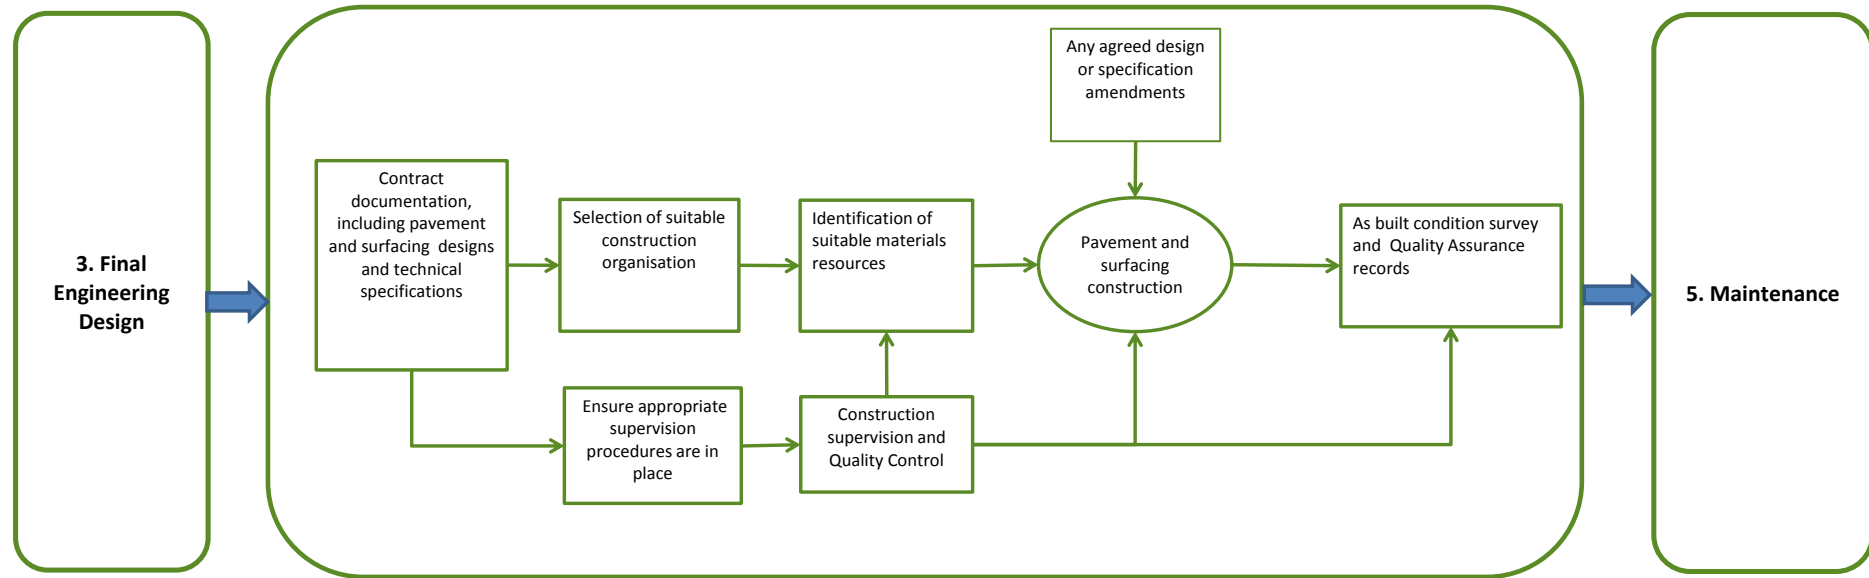 3. Final
Engineering
Design
Contract
documentation,
including pavement
and surfacing designs
and technical
specifications
Selection of suitable
construction
organisation
Identification of
suitable materials
resources
Any agreed design
or specification
amendments
Pavement and
surfacing
construction
As built condition survey
and Quality Assurance
records
Ensure appropriate
supervision
procedures are in
place
Construction
supervision and
Quality Control
5. Maintenance